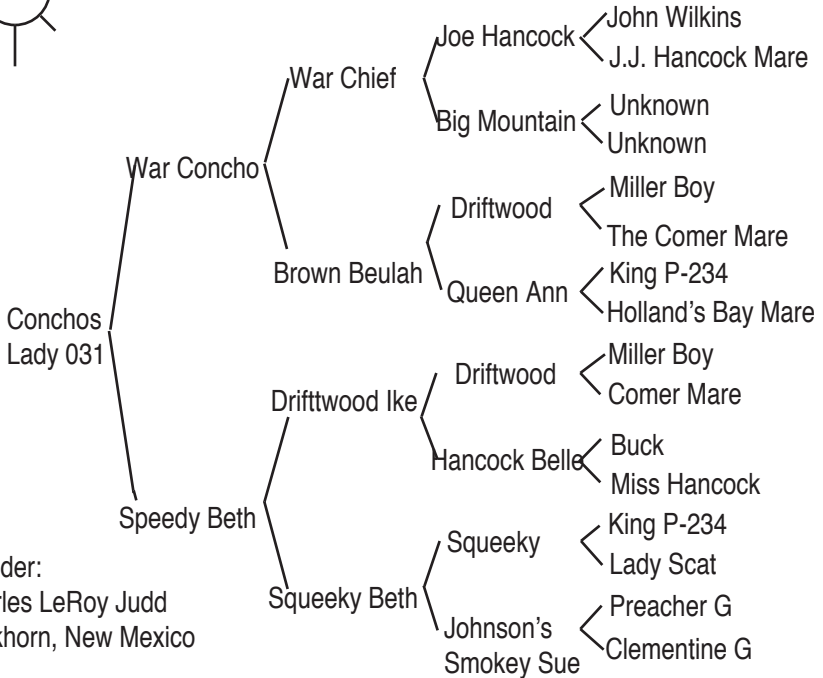 John Wilkins
Joe Hancock
J.J. Hancock Mare
War Chief
Unknown
Big Mountain
Unknown
War Concho
Miller Boy
Driftwood
The Comer Mare
Brown Beulah
King P-234
Queen Ann
Holland's Bay Mare
Conchos
Lady 031
Miller Boy
Driftwood
Comer Mare
Drifttwood Ike
Buck
Hancock Belle
Miss Hancock
Speedy Beth
King P-234
Squeeky
Lady Scat
Squeeky Beth
Preacher G
Johnson's
Smokey Sue
Clementine G
der:
LeRoy Judd
New Mexico